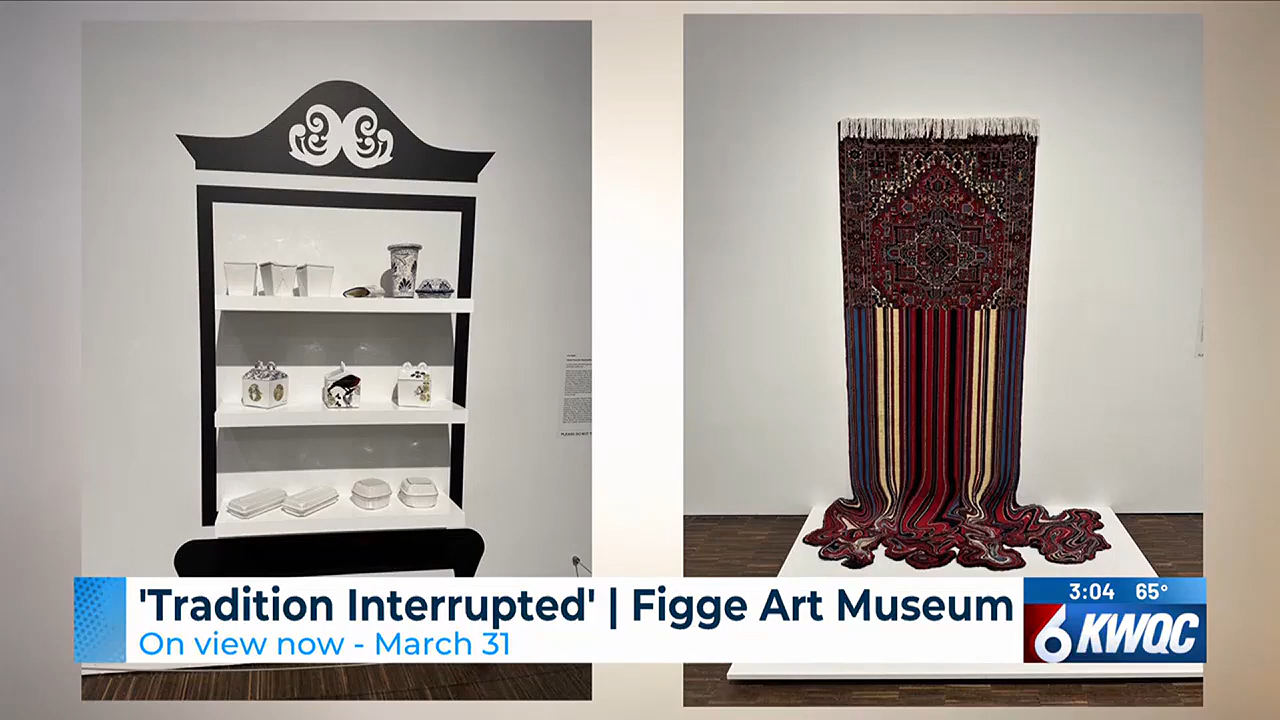 'Tradition Interrupted' | Figge Art Museum
On view now - March 31
3:04 65°
6 KWQC